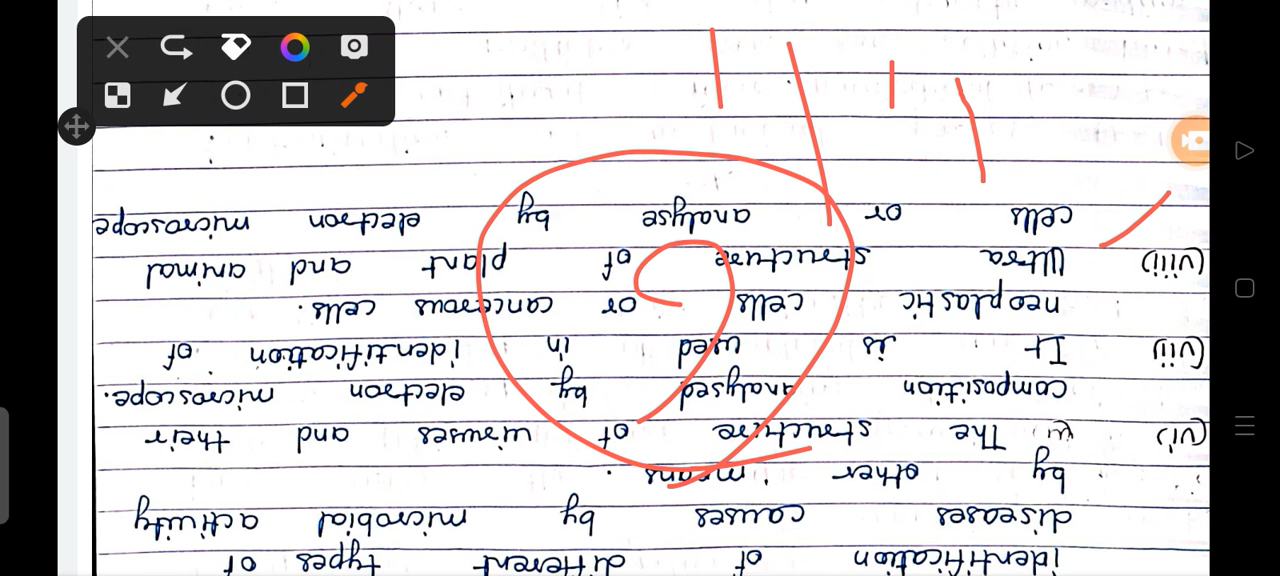 identification of different types of
diseases causes by microbial activity
by other means.
(vi) The structure of viruses and their
composition analysed by electron microscope.
(vii) It is used in identification of
neoplastic cells or cancerous cells.
(viii) Ultra structure of plant and animal
cells or analyse by electron microscope